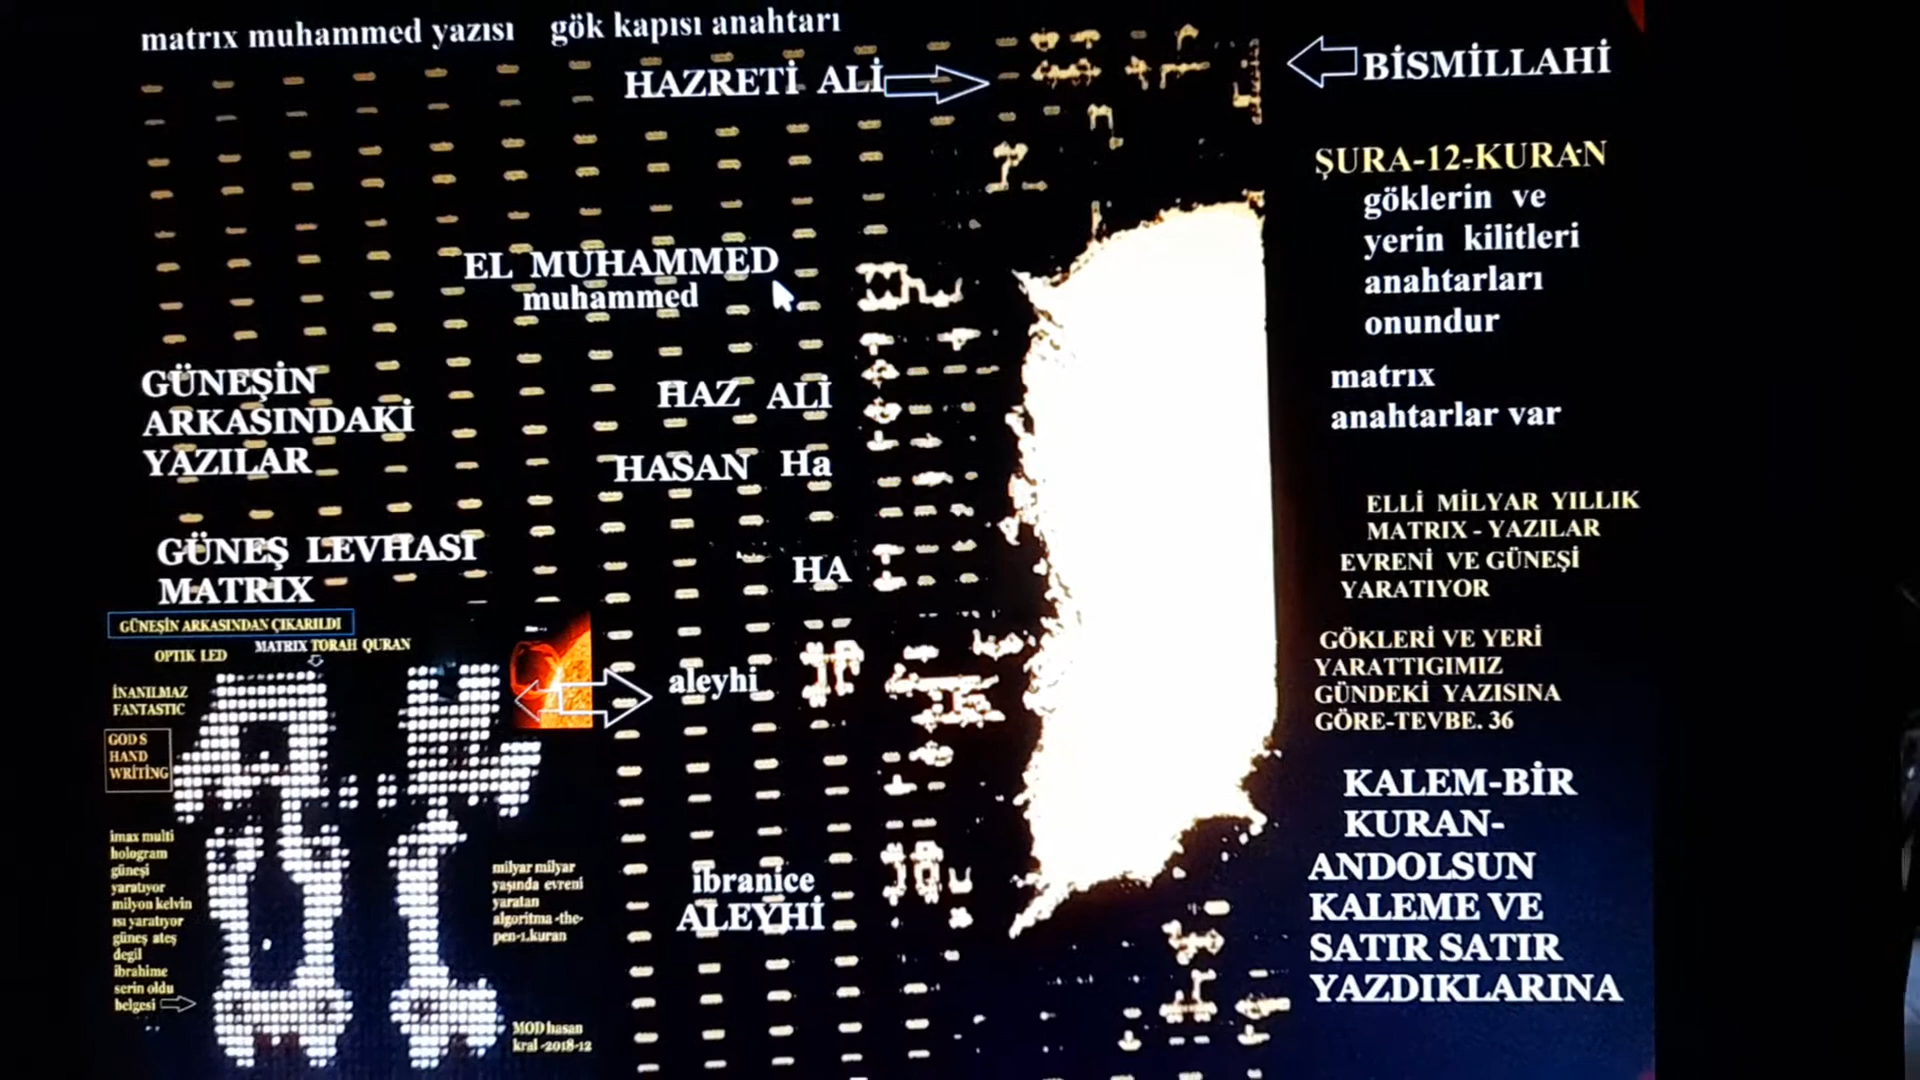 matrıx muhammed yazısı gök kapısı anahtarı
HAZRETİ ALİ
BİSMİLLAHİ
ŞURA-12-KURAN
göklerin ve
yerin kilitleri
anahtarları
onundur
matrıx
anahtarlar var
EL MUHAMMED
muhammed
GÜNEŞİN
ARKASINDAKİ
YAZILAR
HAZ ALİ
HASAN Ha
GÜNEŞ LEVHASI
MATRIX
HA
ELLİ MİLYAR YILLIK
MATRIX - YAZILAR
EVRENİ VE GÜNEŞİ
YARATIYOR
GÖKLERİ VE YERİ
YARATTIGIMIZ
GÜNDEKİ YAZISINA
GÖRE-TEVBE. 36
KALEM-BİR
KURAN-
ANDOLSUN
KALEME VE
SATIR SATIR
YAZDIKLARINA
GÜNEŞİN ARKASINDAN ÇIKARILDI
MATRIX TORAH QURAN
OPTIK LED
İNANILMAZ
FANTASTIC
GOD S
HAND
WRİTİNG
aleyhi
ibranice
ALEYHİ
imax multi
hologram
güneşi
yaratıyor
milyon kelvin
ısı yaratıyor
güneş ateş
degil
ibrahime
serin oldu
belgesi
milyar milyar
yaşında evreni
yaratan
algoritma -the-
pen-1.kuran
MOD hasan
kral -2018-12